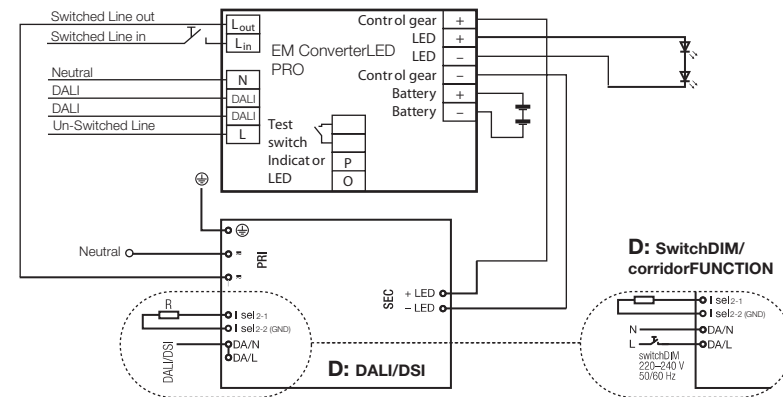 Switched Line out
Switched Line in
Neutral
DALI
DALI
Un-Switched Line
Lout
Lin
N
DALI
DALI
L
EM ConverterLED
PRO
Test
switch
Indicator
LED
P
O
Control gear +
LED +
LED –
Control gear –
Battery +
Battery –
Neutral
≈
≈
PRI
SEC
+ LED
– LED
R
I sel2-1
I sel2-2 (GND)
DA/N
DA/L
DALI/DSI
D: DALI/DSI
D: SwitchDIM/
corridorFUNCTION
I sel2-1
I sel2-2 (GND)
N
DA/N
L
DA/L
switchDIM
220–240 V
50/60 Hz